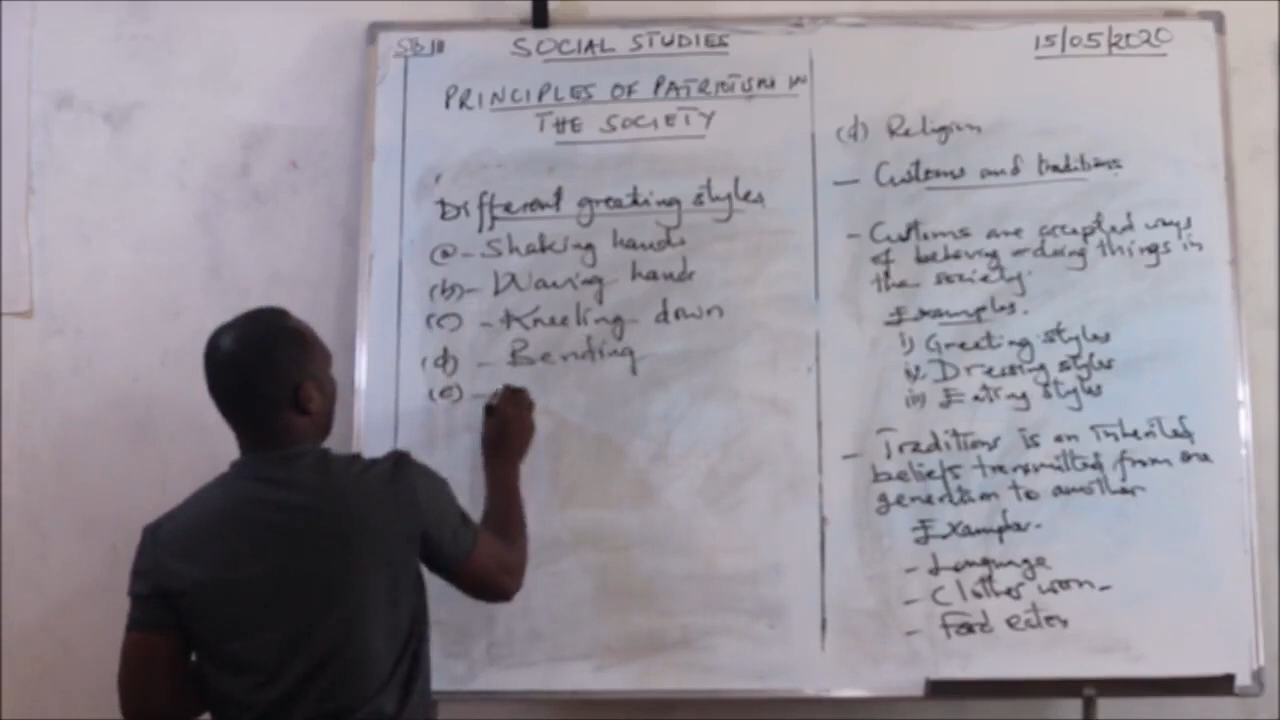 SOCIAL STUDIES
15/05/2020
PRINCIPLES OF PATRIOTISM IN
THE SOCIETY
Different greeting styles
(a) - Shaking hands
(b) - Waving hands
(c) - Kneeling down
(d) - Bending
(e) -
(d) Religion
- Customs and traditions
- Customs are accepted ways
of behaving or doing things in
the society.
Examples.
i) Greeting styles
ii) Dressing styles
iii) Eating styles
- Traditions is an inherited
beliefs transmitted from one
generation to another
Examples.
- Language
- Clothes worn -
- Food eaten